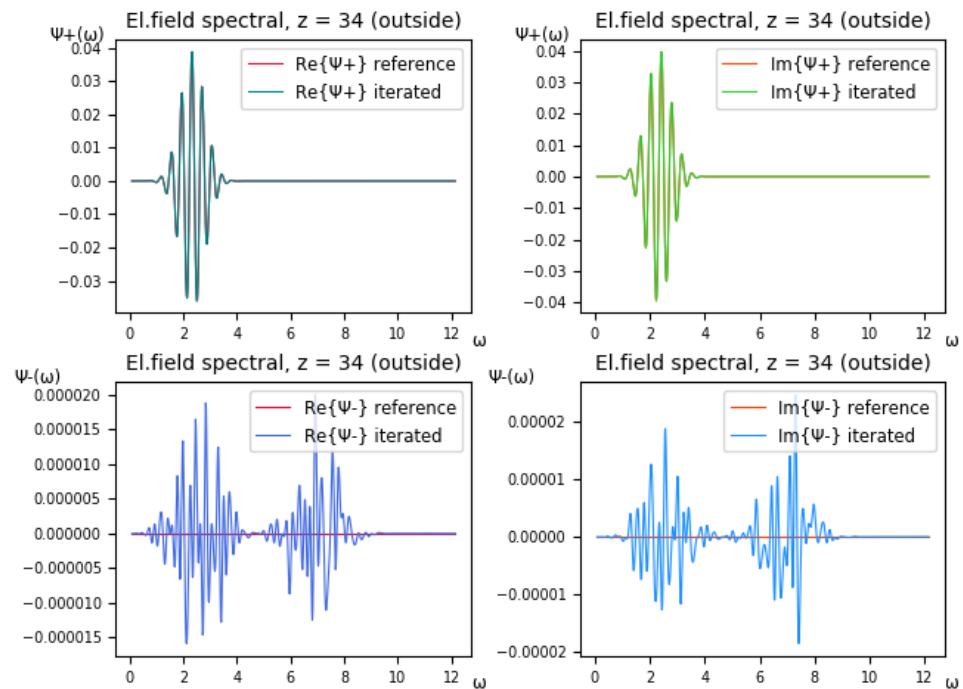 El.field spectral, z = 34 (outside)
Ψ+(ω)
0.04
0.03
0.02
0.01
0.00
−0.01
−0.02
−0.03
Re{Ψ+} reference
Re{Ψ+} iterated
0 2 4 6 8 10 12
ω
El.field spectral, z = 34 (outside)
Ψ+(ω)
0.04
0.03
0.02
0.01
0.00
−0.01
−0.02
−0.03
−0.04
Im{Ψ+} reference
Im{Ψ+} iterated
0 2 4 6 8 10 12
ω
El.field spectral, z = 34 (outside)
Ψ-(ω)
0.000020
0.000015
0.000010
0.000005
0.000000
−0.000005
−0.000010
−0.000015
Re{Ψ-} reference
Re{Ψ-} iterated
0 2 4 6 8 10 12
ω
El.field spectral, z = 34 (outside)
Ψ-(ω)
0.00002
0.00001
0.00000
−0.00001
−0.00002
Im{Ψ-} reference
Im{Ψ-} iterated
0 2 4 6 8 10 12
ω